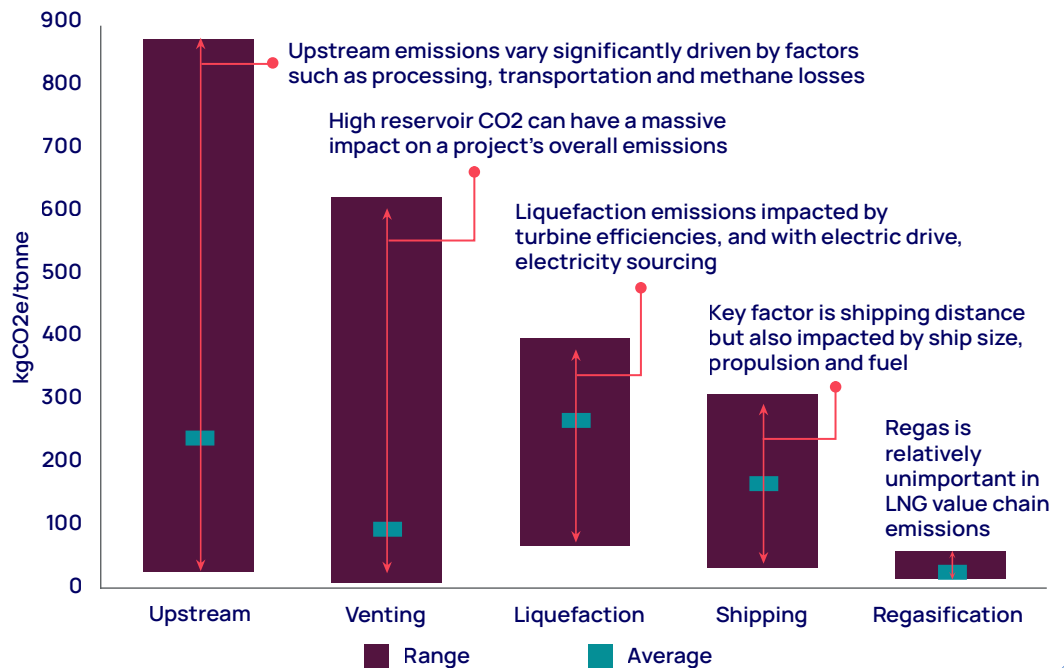 900
800
700
600
500
400
300
200
100
0
kgCO2e/tonne
Upstream emissions vary significantly driven by factors
such as processing, transportation and methane losses
High reservoir CO2 can have a massive
impact on a project's overall emissions
Liquefaction emissions impacted by
turbine efficiencies, and with electric drive,
electricity sourcing
Key factor is shipping distance
but also impacted by ship size,
propulsion and fuel
Regas is
relatively
unimportant in
LNG value chain
emissions
Upstream
Venting
Liquefaction
Shipping
Regasification
Range
Average